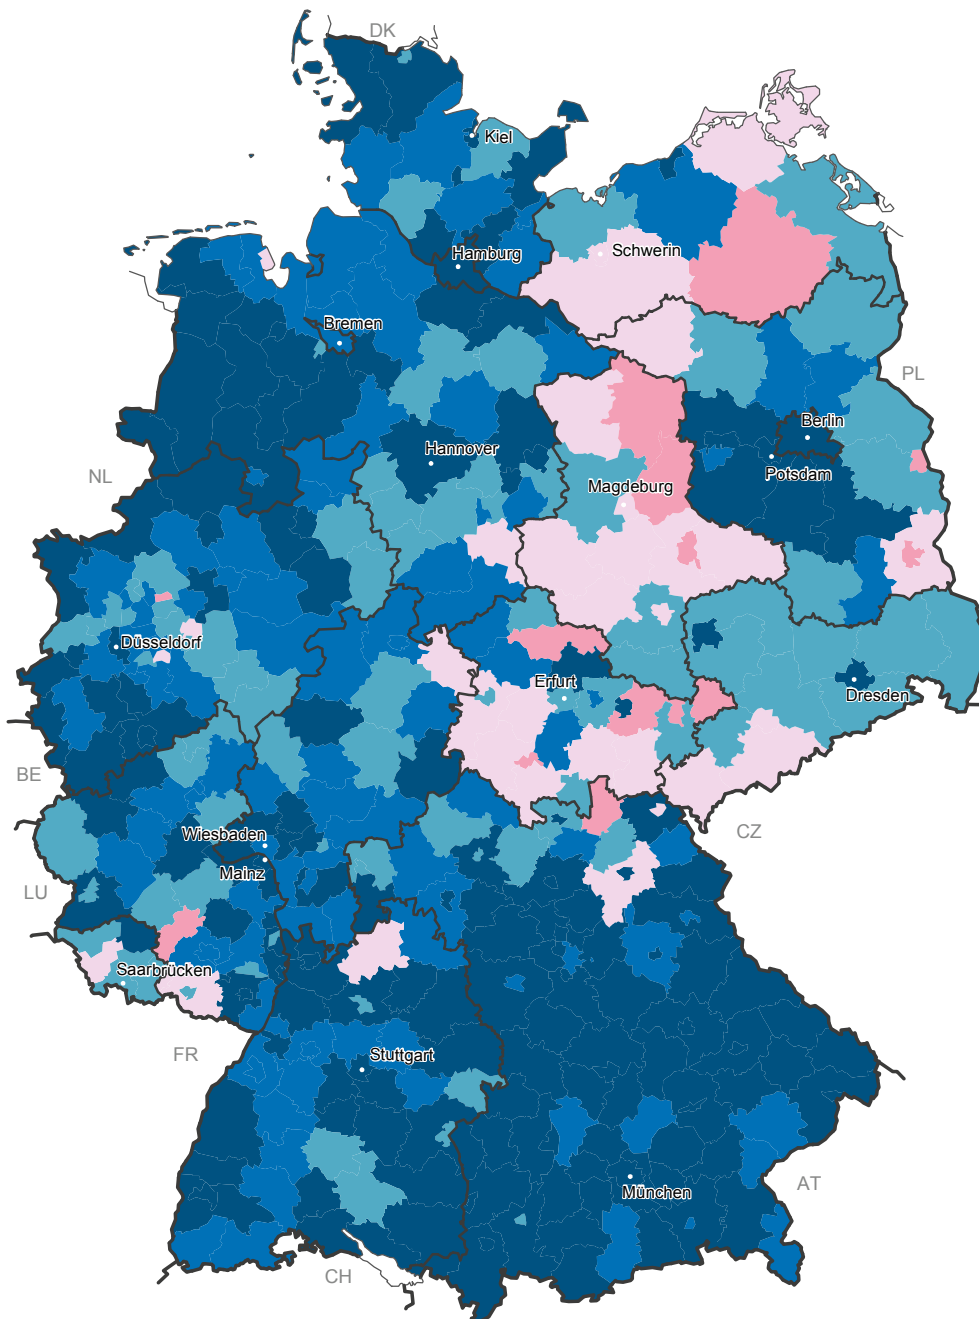 DK
Kiel
Hamburg
Schwerin
Bremen
PL
Berlin
Hannover
Potsdam
NL
Magdeburg
Düsseldorf
Erfurt
Dresden
BE
Wiesbaden
CZ
Mainz
LU
Saarbrücken
FR
Stuttgart
AT
München
CH